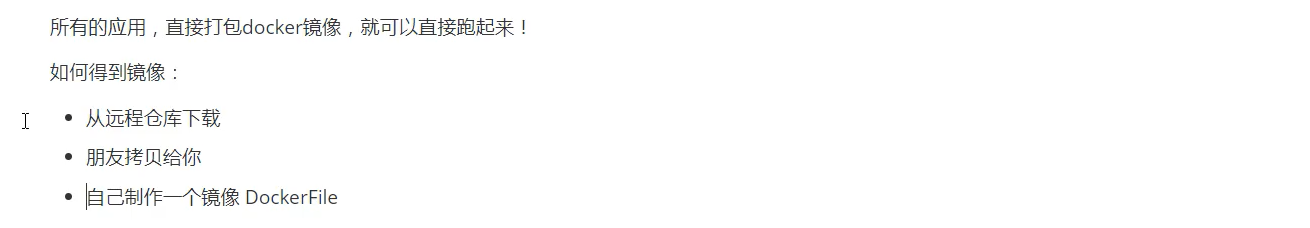 所有的应用，直接打包docker镜像，就可以直接跑起来！
如何得到镜像：
从远程仓库下载
朋友拷贝给你
自己制作一个镜像 DockerFile